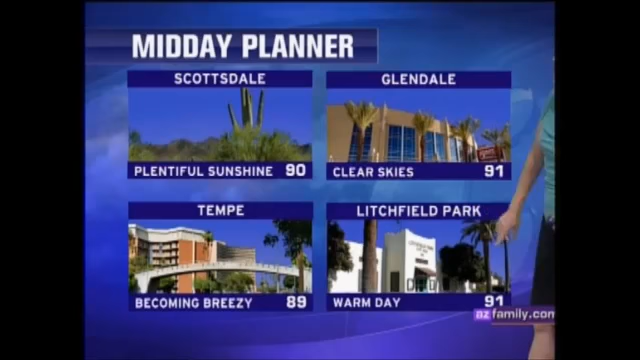 MIDDAY PLANNER
SCOTTSDALE
PLENTIFUL SUNSHINE 90
GLENDALE
CLEAR SKIES 91
TEMPE
BECOMING BREEZY 89
LITCHFIELD PARK
WARM DAY 91
azfamily.com